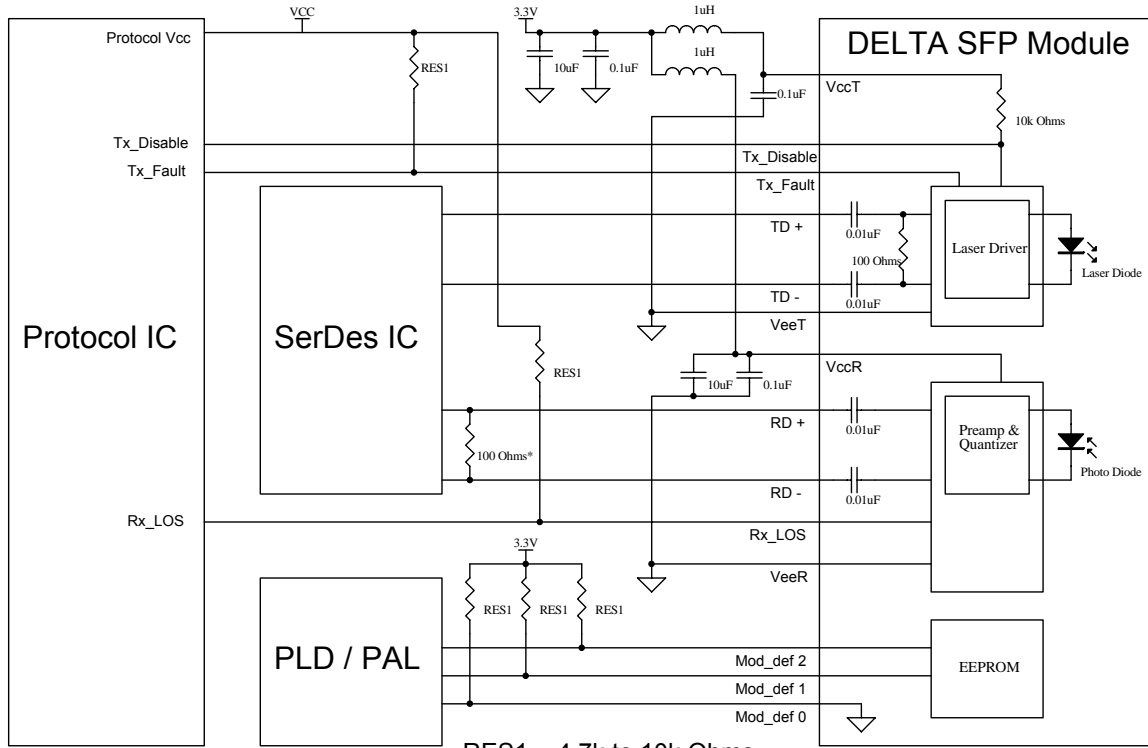 VCC
3.3V
1uH
Protocol Vcc
RES1
10uF
0.1uF
1uH
DELTA SFP Module
VccT
0.1uF
10k Ohms
Tx_Disable
Tx_Fault
Tx_Disable
Tx_Fault
TD +
0.01uF
100 Ohms
Laser Driver
Laser Diode
TD -
0.01uF
VeeT
Protocol IC
SerDes IC
RES1
10uF
0.1uF
VccR
RD +
0.01uF
Preamp &
Quantizer
100 Ohms*
Photo Diode
RD -
0.01uF
Rx_LOS
Rx_LOS
3.3V
VeeR
RES1
RES1
RES1
PLD / PAL
Mod_def 2
EEPROM
Mod_def 1
Mod_def 0